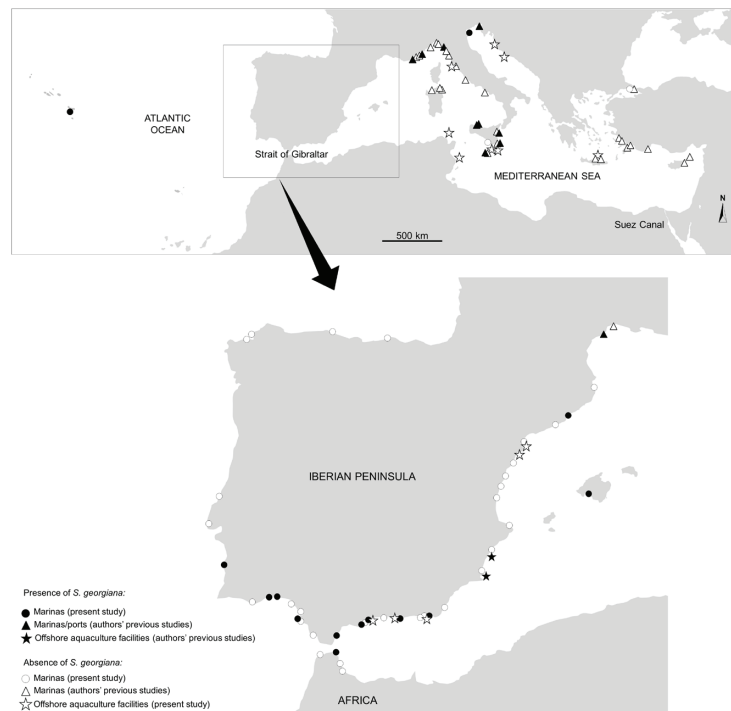 ATLANTIC
OCEAN
Strait of Gibraltar
MEDITERRANEAN SEA
N
Suez Canal
500 km
IBERIAN PENINSULA
AFRICA
Presence of S. georgiana:
Marinas (present study)
Marinas/ports (authors' previous studies)
Offshore aquaculture facilities (authors' previous studies)
Absence of S. georgiana:
Marinas (present study)
Marinas (authors' previous studies)
Offshore aquaculture facilities (present study)